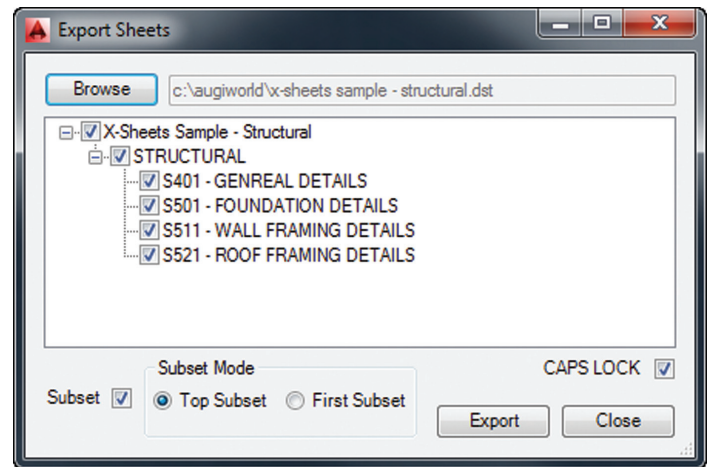 Export Sheets
Browse c:\augiworld\x-sheets sample - structural.dst
X-Sheets Sample - Structural
STRUCTURAL
S401 - GENREAL DETAILS
S501 - FOUNDATION DETAILS
S511 - WALL FRAMING DETAILS
S521 - ROOF FRAMING DETAILS
Subset Mode CAPS LOCK
Subset Top Subset First Subset
Export Close